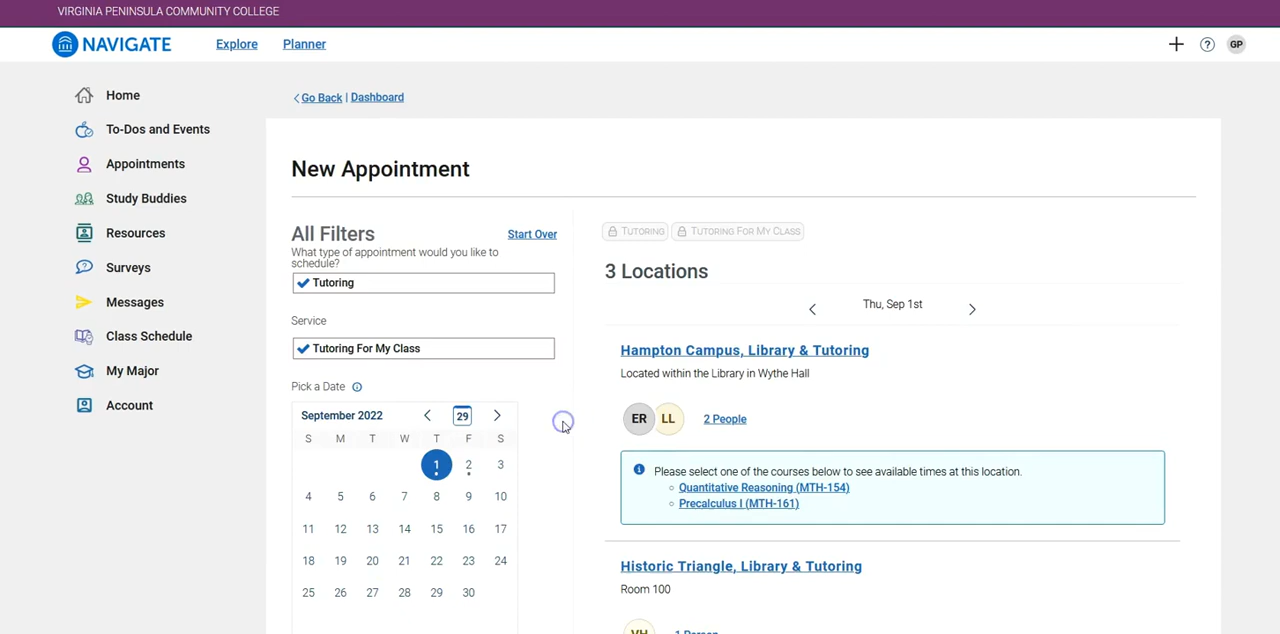 VIRGINIA PENINSULA COMMUNITY COLLEGE
NAVIGATE Explore Planner
? GP
Home
To-Dos and Events
Appointments
Study Buddies
Resources
Surveys
Messages
Class Schedule
My Major
Account
Go Back | Dashboard
New Appointment
All Filters Start Over
What type of appointment would you like to
schedule?
Tutoring
Service
Tutoring For My Class
Pick a Date
September 2022 29
S M T W T F S
1 2 3
4 5 6 7 8 9 10
11 12 13 14 15 16 17
18 19 20 21 22 23 24
25 26 27 28 29 30
TUTORING TUTORING FOR MY CLASS
3 Locations
Thu, Sep 1st
Hampton Campus, Library & Tutoring
Located within the Library in Wythe Hall
ER LL 2 People
Please select one of the courses below to see available times at this location.
Quantitative Reasoning (MTH-154)
Precalculus I (MTH-161)
Historic Triangle, Library & Tutoring
Room 100
VH 1 Person